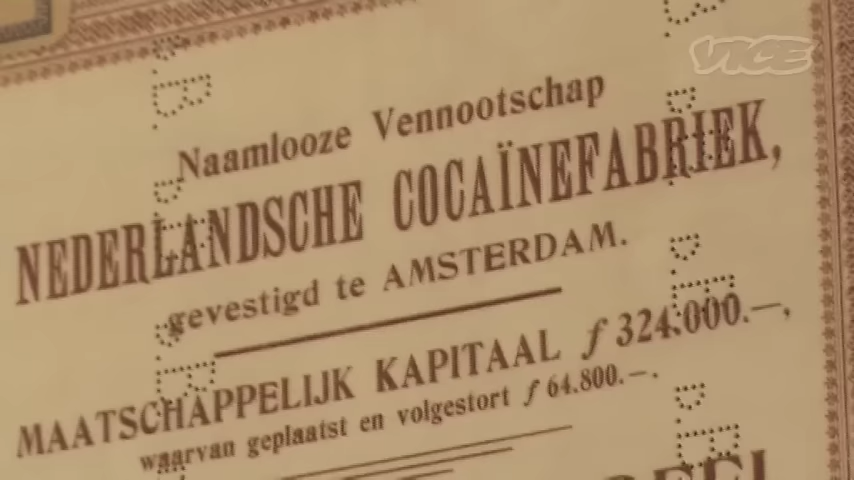 VICE
Naamlooze Vennootschap
NEDERLANDSCHE COCAÏNEFABRIEK,
gevestigd te AMSTERDAM.
MAATSCHAPPELIJK KAPITAAL ƒ 324.000.—,
waarvan geplaatst en volgestort ƒ 64.800.—.